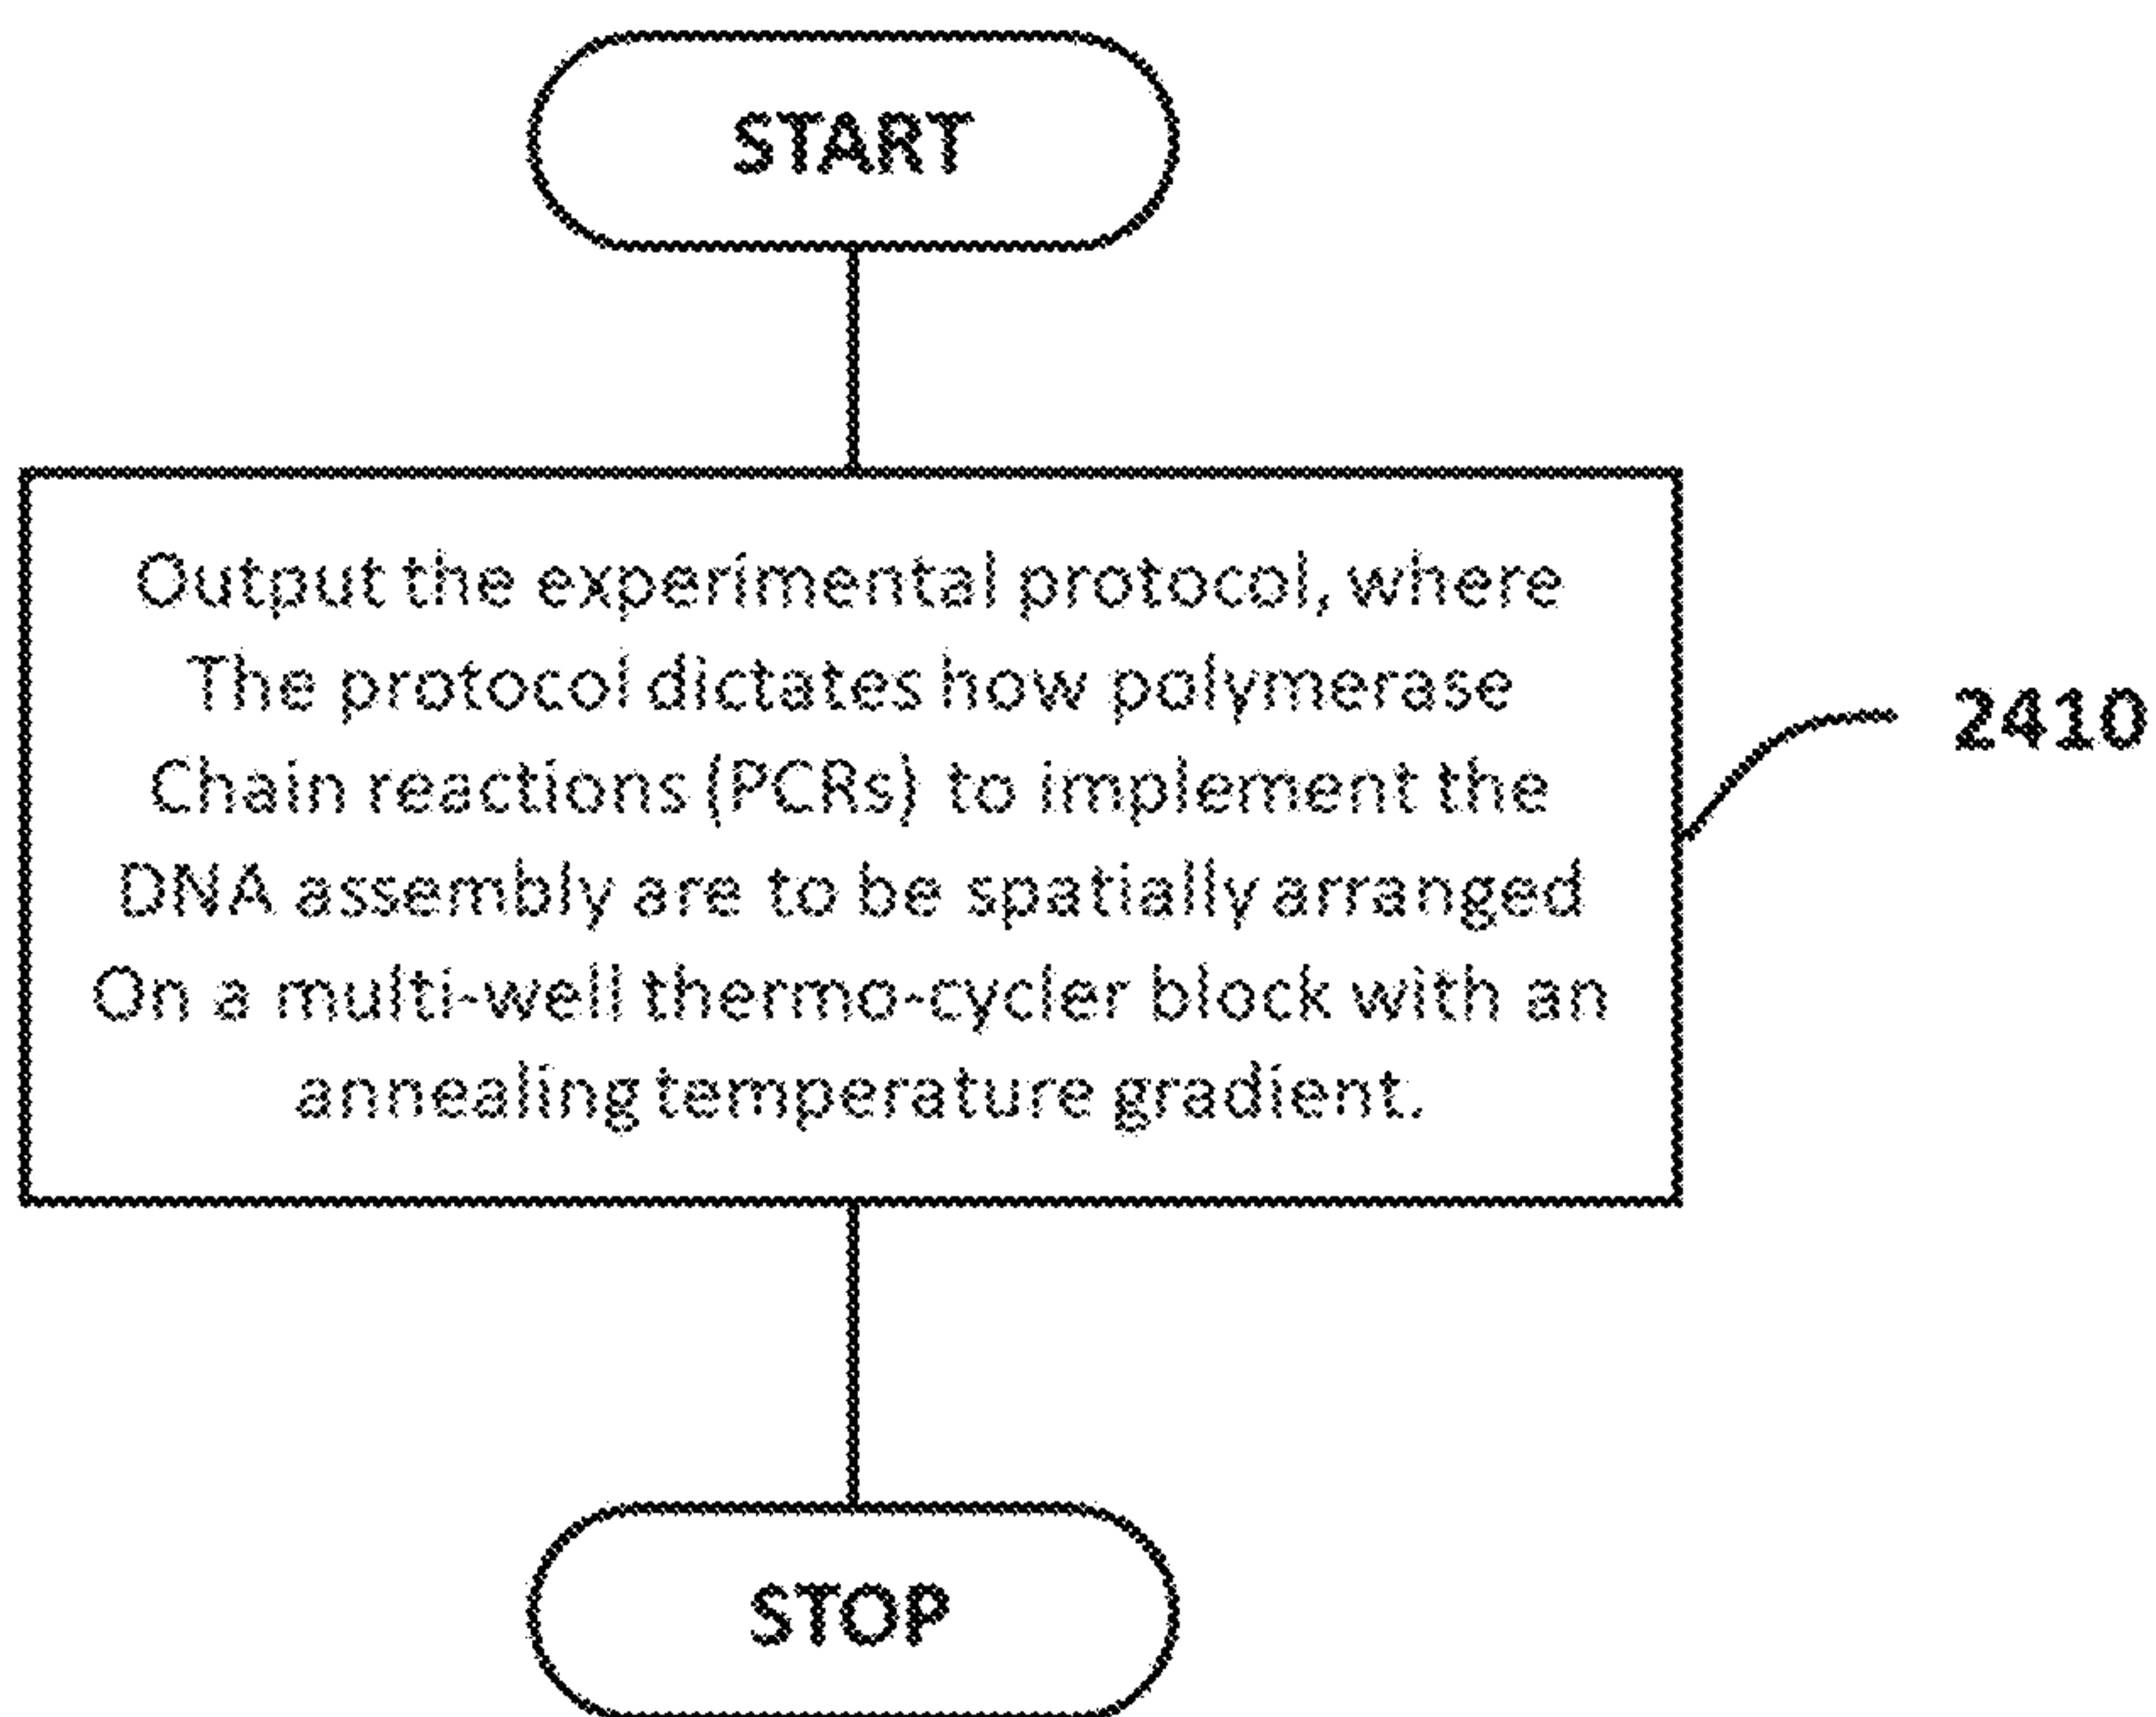 START
Output the experimental protocol, where
The protocol dictates how polymerase
Chain reactions (PCRs) to implement the
DNA assembly are to be spatially arranged
On a multi-well thermo-cycler block with an
annealing temperature gradient.
2410
STOP